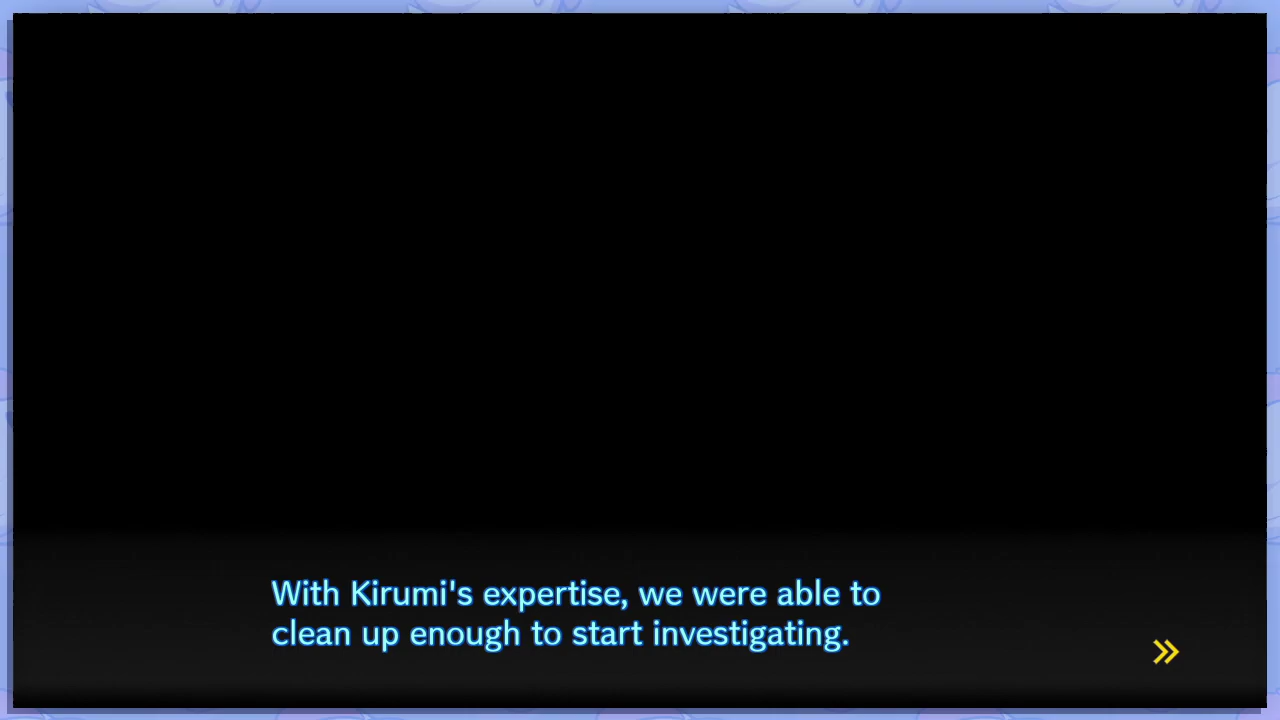 With Kirumi's expertise, we were able to
clean up enough to start investigating.